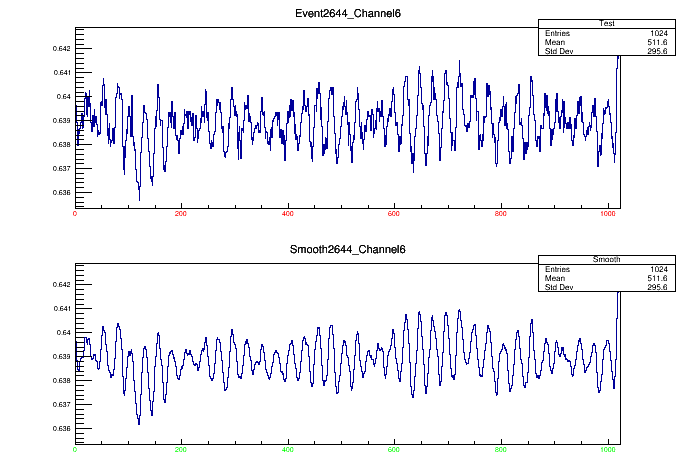 Event2644_Channel6
Test
Entries 1024
Mean 511.6
Std Dev 295.6
0.642
0.641
0.64
0.639
0.638
0.637
0.636
0 200 400 600 800 1000
Smooth2644_Channel6
Smooth
Entries 1024
Mean 511.6
Std Dev 295.6
0.642
0.641
0.64
0.639
0.638
0.637
0.636
0 200 400 600 800 1000